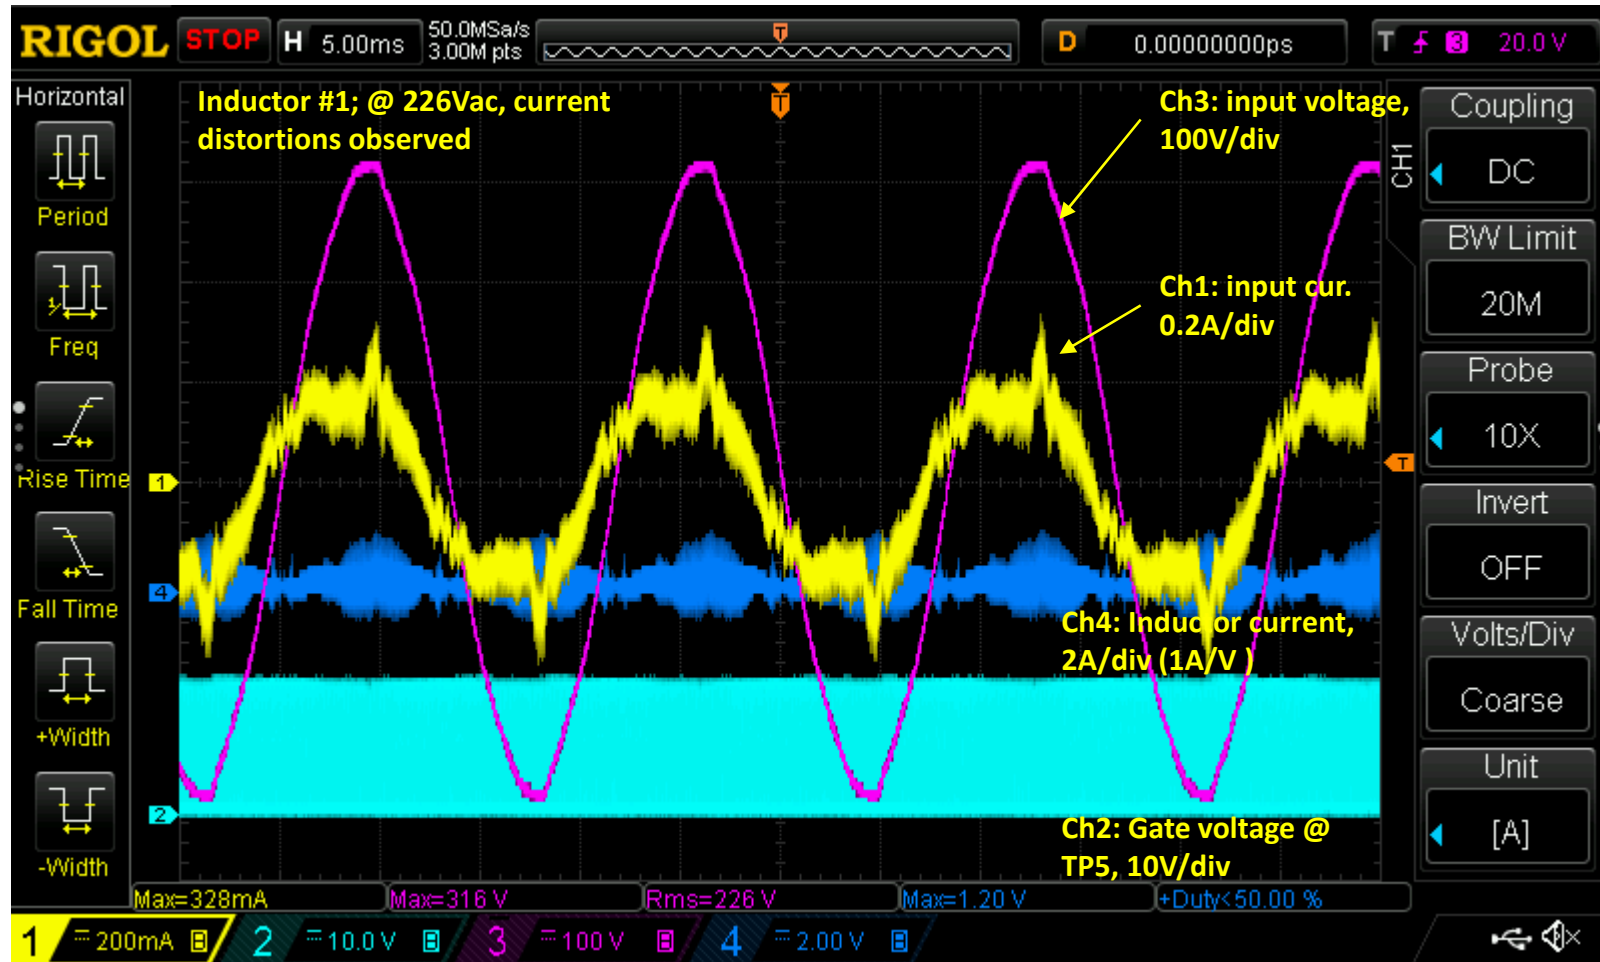 RIGOL STOP H 5.00ms 50.0MSa/s D 0.00000000ps T 3 20.0 V
3.00M pts
T
Horizontal
Period
Freq
Rise Time
Fall Time
+Width
-Width
Inductor #1; @ 226Vac, current
distortions observed
T
Ch3: input voltage,
100V/div
Ch1: input cur.
0.2A/div
T
1
4
2
Ch4: Inductor current,
2A/div (1A/V )
Ch2: Gate voltage @
TP5, 10V/div
CH1
Coupling
DC
BW Limit
20M
Probe
10X
Invert
OFF
Volts/Div
Coarse
Unit
[A]
Max=328mA Max=316 V Rms=226 V Max=1.20 V +Duty<50.00 %
1 200mA B 2 10.0 V B 3 100 V B 4 2.00 V B